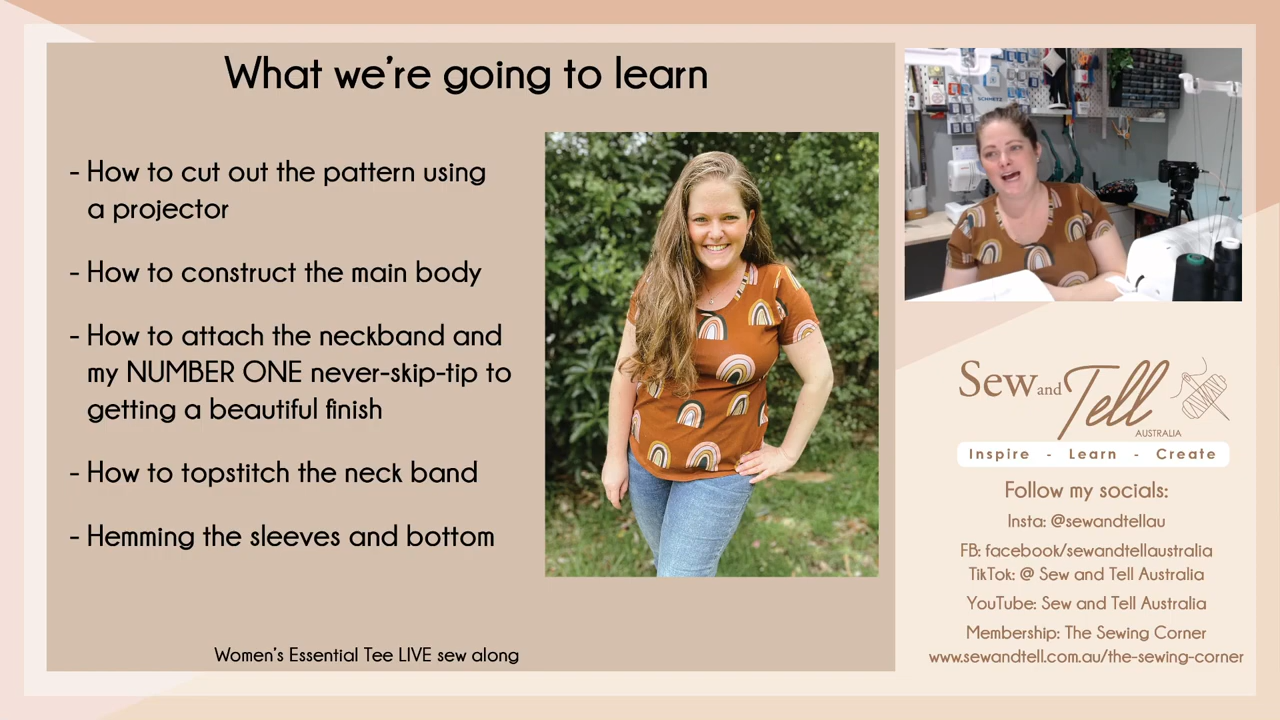 What we're going to learn
- How to cut out the pattern using
a projector
- How to construct the main body
- How to attach the neckband and
my NUMBER ONE never-skip-tip to
getting a beautiful finish
- How to topstitch the neck band
- Hemming the sleeves and bottom
Women's Essential Tee LIVE sew along
SCHMETZ
Sew and Tell
AUSTRALIA
Inspire - Learn - Create
Follow my socials:
Insta: @sewandtellau
FB: facebook/sewandtellaustralia
TikTok: @ Sew and Tell Australia
YouTube: Sew and Tell Australia
Membership: The Sewing Corner
www.sewandtell.com.au/the-sewing-corner